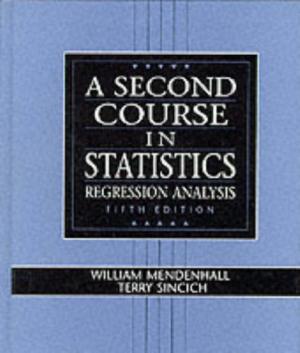 A SECOND
COURSE
IN
STATISTICS
REGRESSION ANALYSIS
FIFTH EDITION
WILLIAM MENDENHALL
TERRY SINCICH